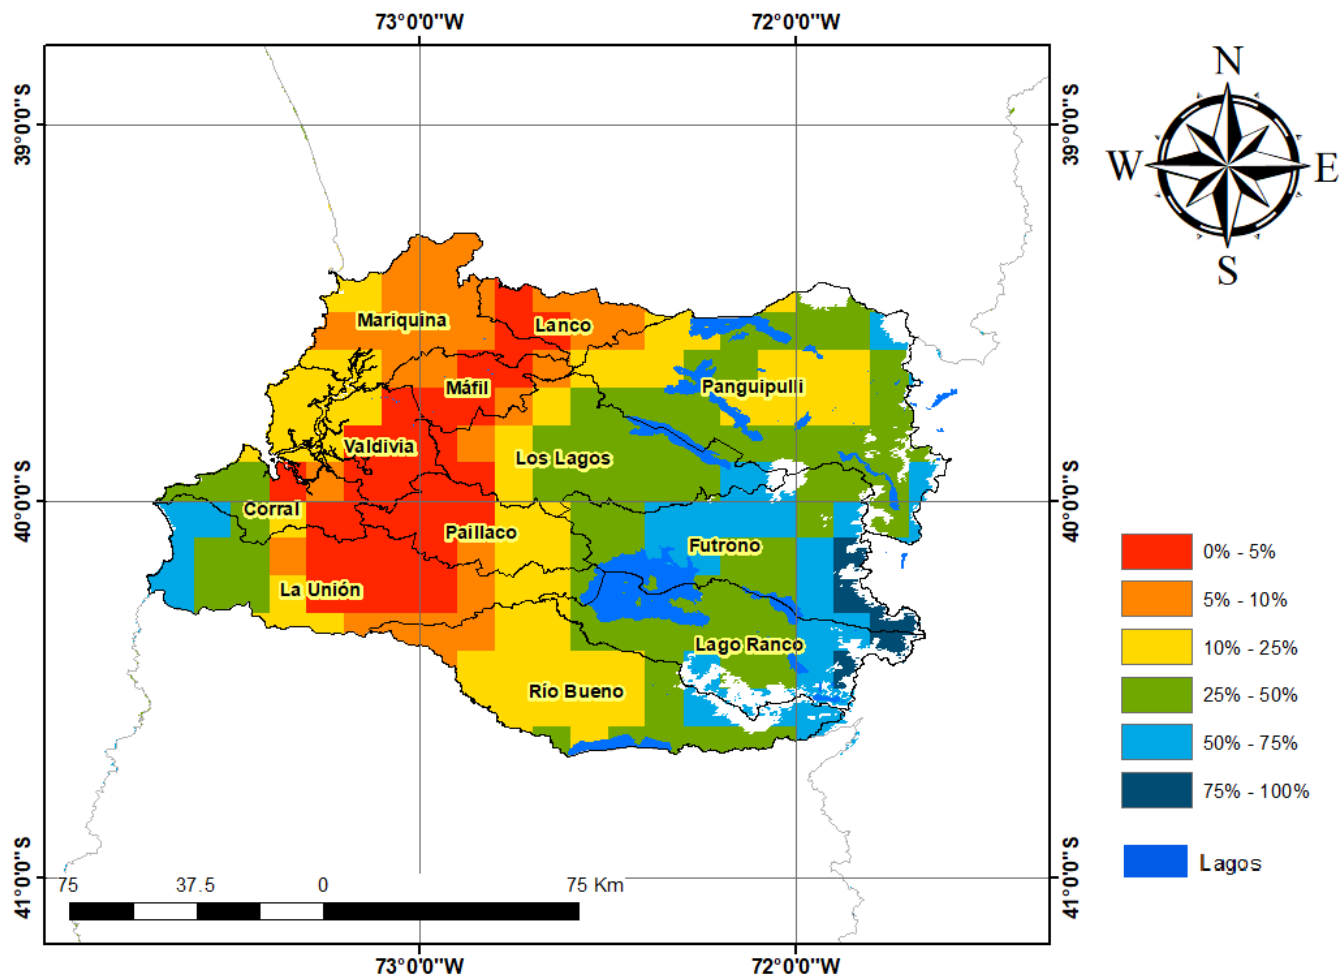 73°0'0"W
72°0'0"W
39°0'0"S
39°0'0"S
N
W
E
S
Mariquina
Lanco
Máfil
Panguipulli
Valdivia
Los Lagos
40°0'0"S
40°0'0"S
Corral
Paillaco
Futrono
La Unión
Lago Ranco
Río Bueno
0% - 5%
5% - 10%
10% - 25%
25% - 50%
50% - 75%
75% - 100%
Lagos
41°0'0"S
41°0'0"S
75
37.5
0
75 Km
73°0'0"W
72°0'0"W